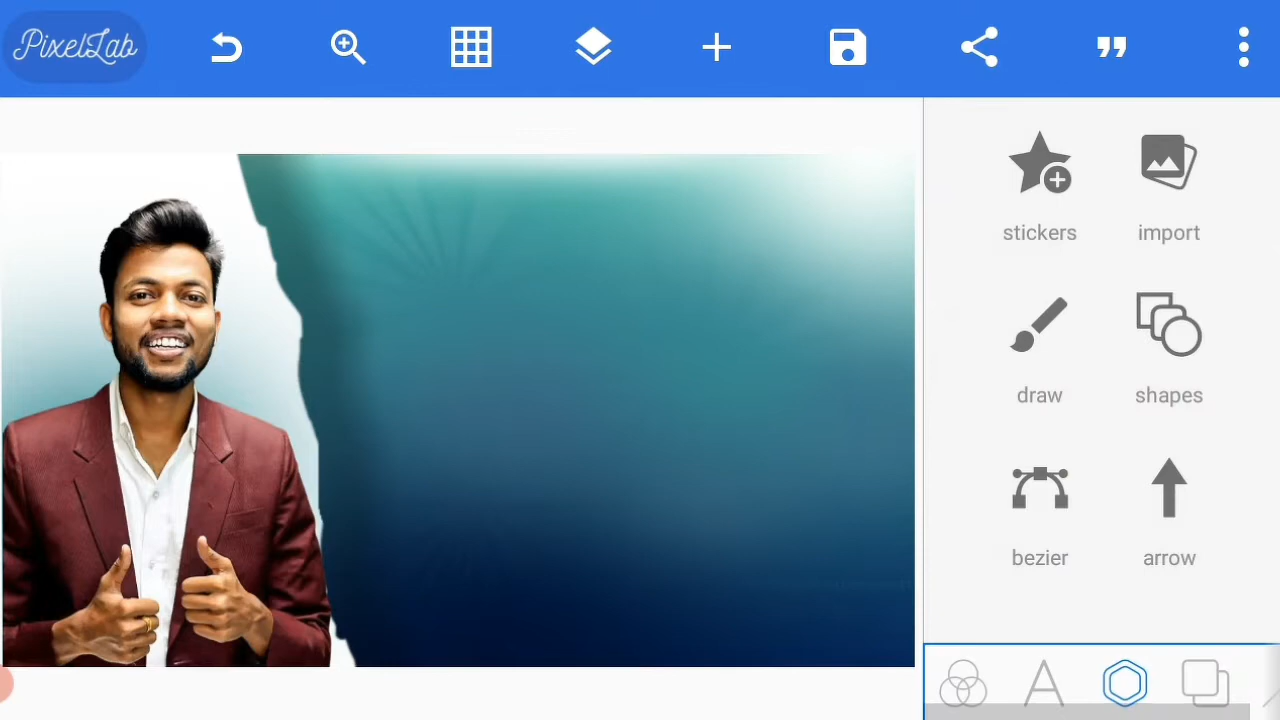 PixelLab
stickers
import
draw
shapes
bezier
arrow